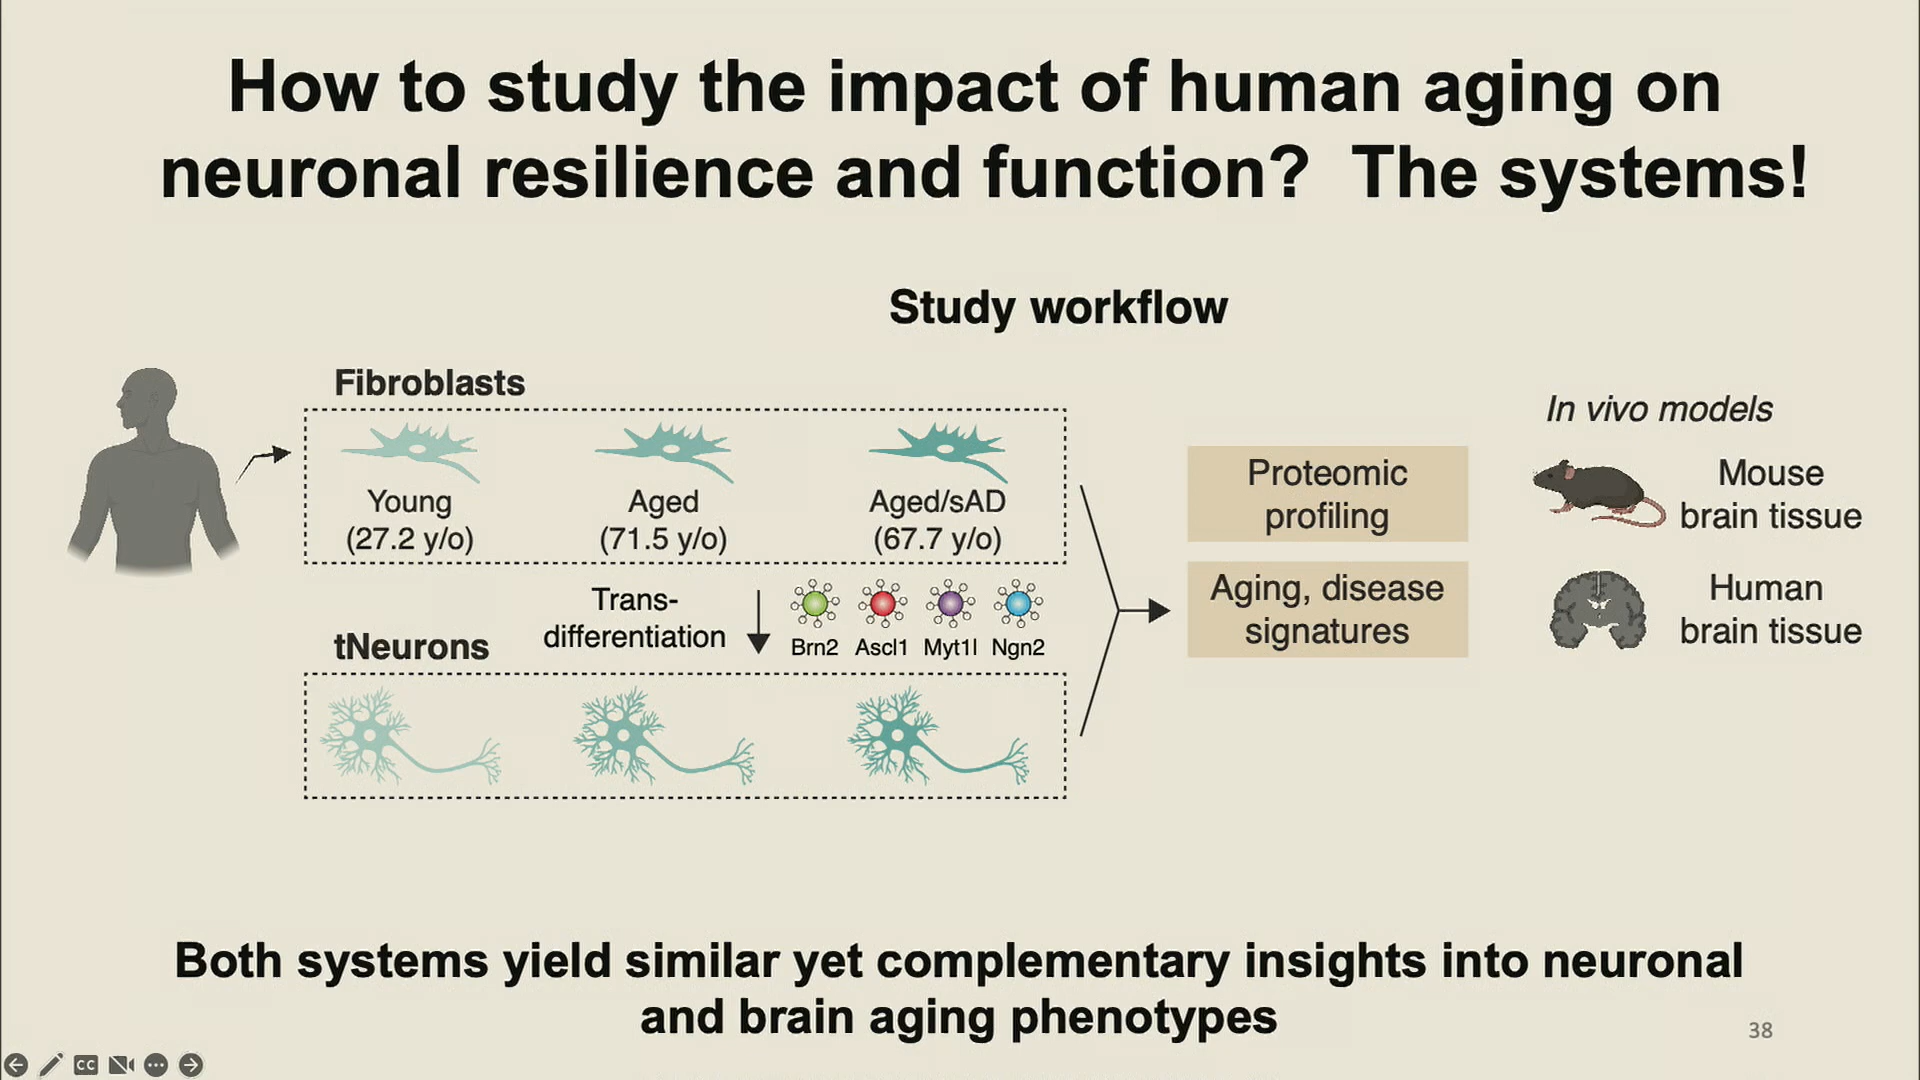 How to study the impact of human aging on
neuronal resilience and function? The systems!
Study workflow
Fibroblasts
Young
(27.2 y/o)
Aged
(71.5 y/o)
Aged/sAD
(67.7 y/o)
Trans-
differentiation
Brn2 Ascl1 Myt1l Ngn2
tNeurons
Proteomic
profiling
Aging, disease
signatures
In vivo models
Mouse
brain tissue
Human
brain tissue
Both systems yield similar yet complementary insights into neuronal
and brain aging phenotypes
38
CC